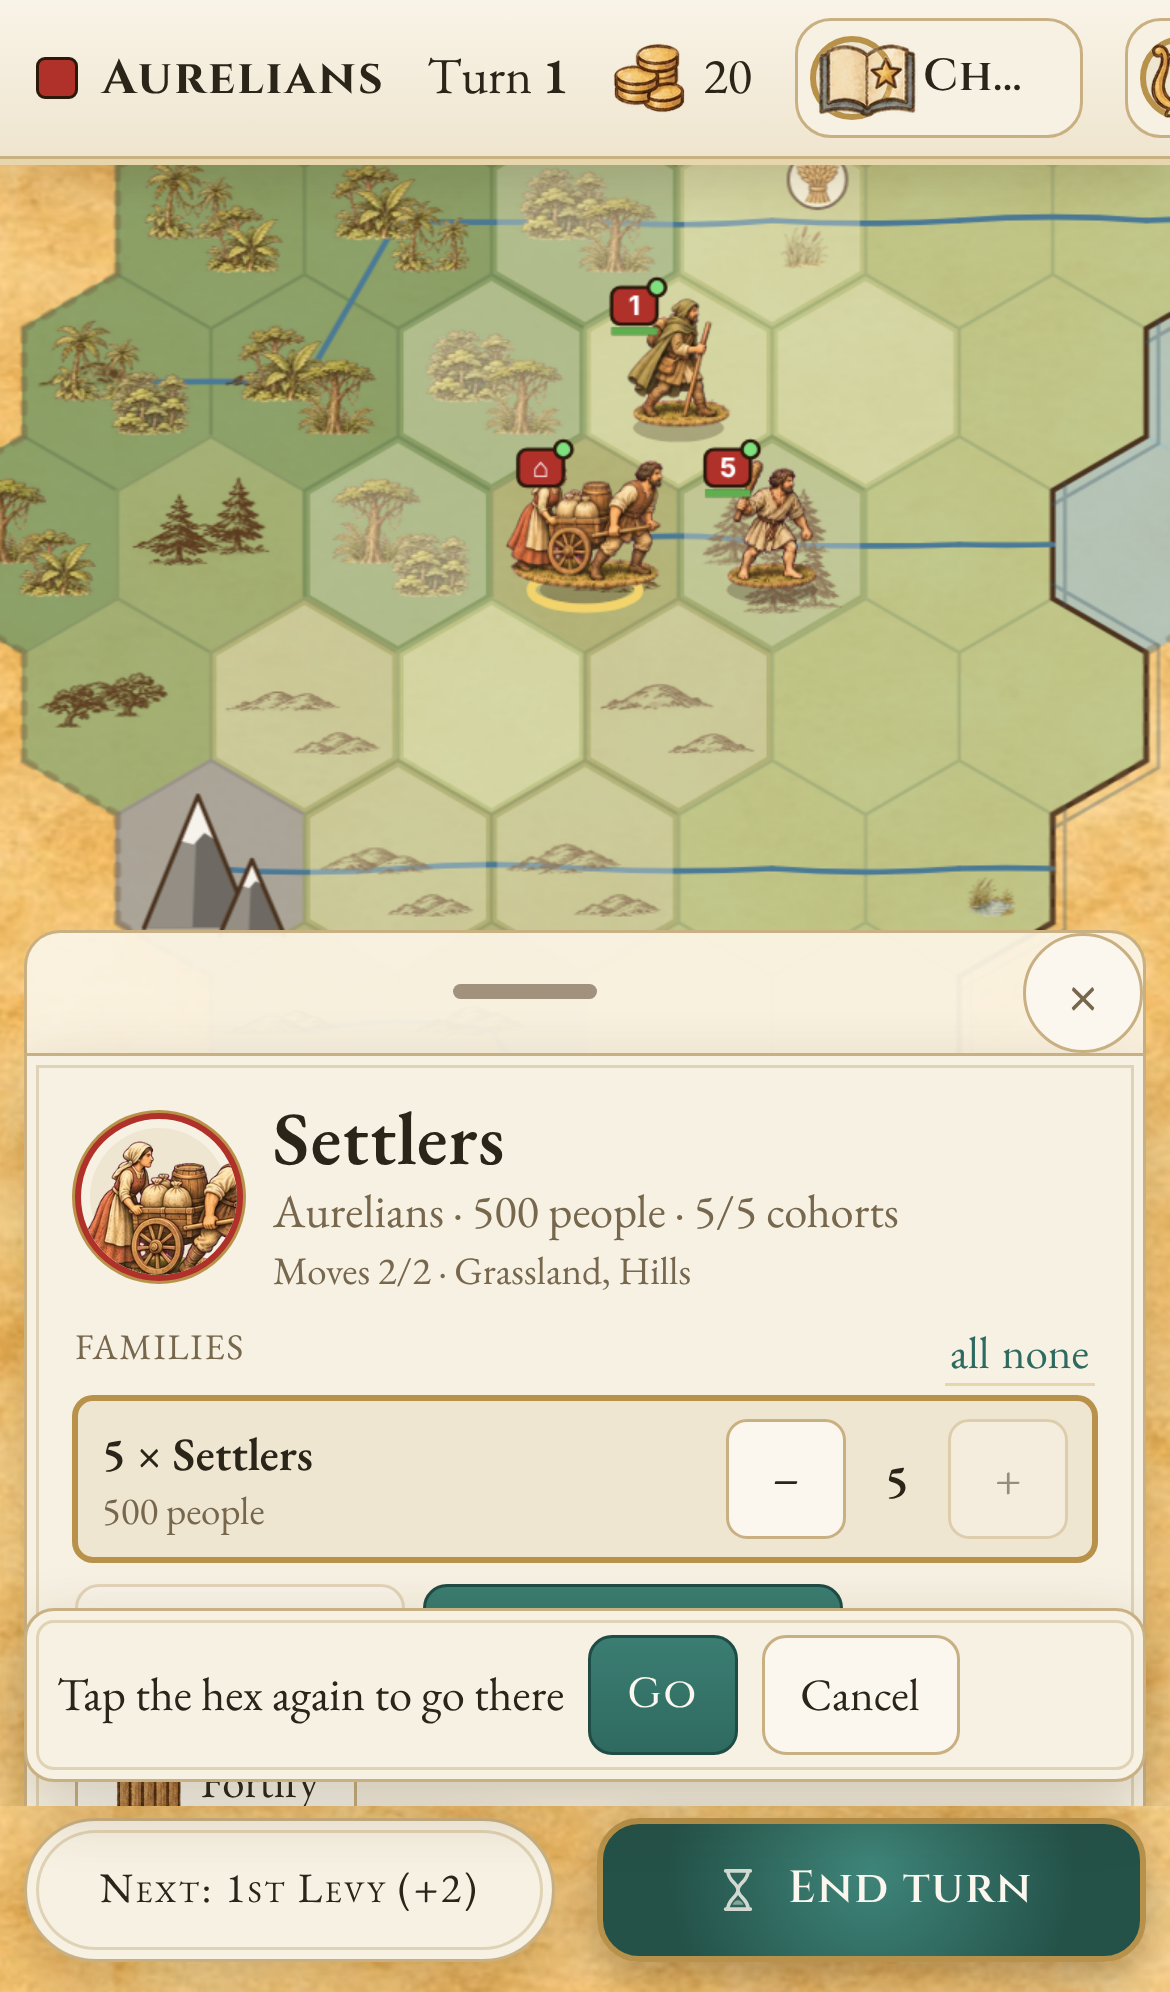 AURELIANS Turn 1 20 CH...
1
5
×
Settlers
Aurelians · 500 people · 5/5 cohorts
Moves 2/2 · Grassland, Hills
FAMILIES all none
5 × Settlers
500 people
− 5 +
Tap the hex again to go there GO Cancel
Fortify
NEXT: 1ST LEVY (+2) END TURN